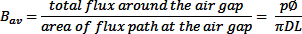 B_av = total flux around the air gap / area of flux path at the air gap = pØ / πDL